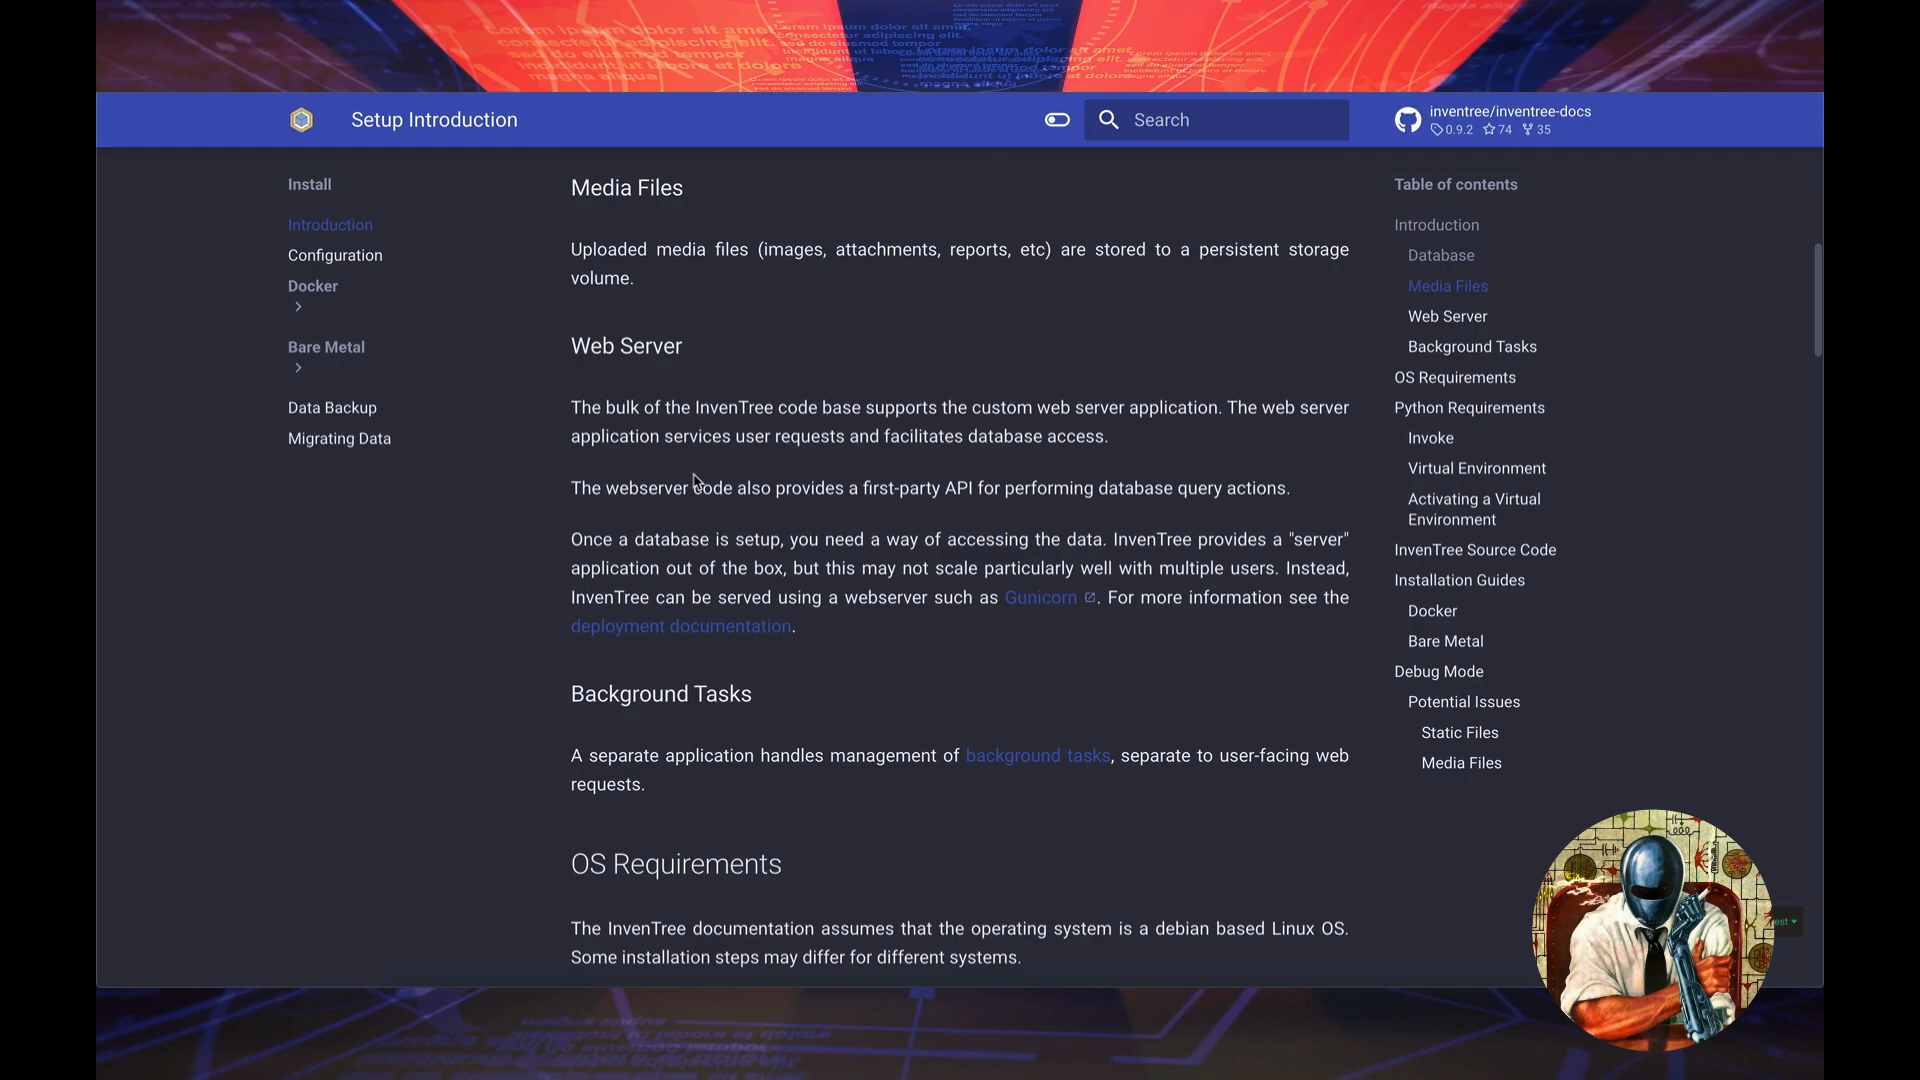 Setup Introduction
Search
inventree/inventree-docs
0.9.2 74 35
Install
Introduction
Configuration
Docker
Bare Metal
Data Backup
Migrating Data
Media Files
Uploaded media files (images, attachments, reports, etc) are stored to a persistent storage
volume.
Web Server
The bulk of the InvenTree code base supports the custom web server application. The web server
application services user requests and facilitates database access.
The webserver code also provides a first-party API for performing database query actions.
Once a database is setup, you need a way of accessing the data. InvenTree provides a "server"
application out of the box, but this may not scale particularly well with multiple users. Instead,
InvenTree can be served using a webserver such as Gunicorn. For more information see the
deployment documentation.
Background Tasks
A separate application handles management of background tasks, separate to user-facing web
requests.
OS Requirements
The InvenTree documentation assumes that the operating system is a debian based Linux OS.
Some installation steps may differ for different systems.
Table of contents
Introduction
Database
Media Files
Web Server
Background Tasks
OS Requirements
Python Requirements
Invoke
Virtual Environment
Activating a Virtual
Environment
InvenTree Source Code
Installation Guides
Docker
Bare Metal
Debug Mode
Potential Issues
Static Files
Media Files